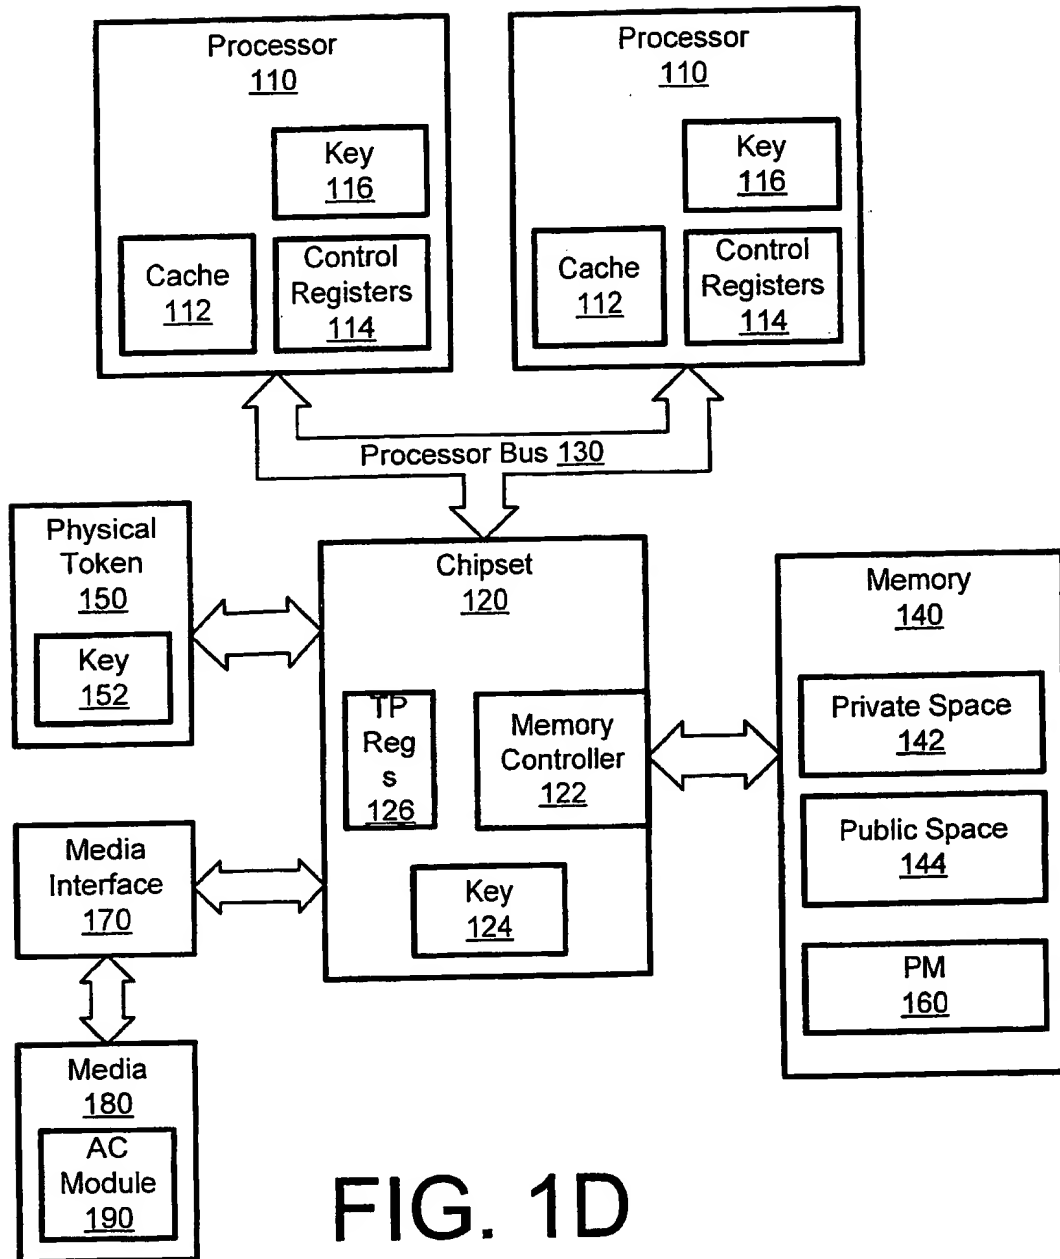 Processor
110
Key
116
Cache
112
Control
Registers
114
Processor
110
Key
116
Cache
112
Control
Registers
114
Processor Bus 130
Physical
Token
150
Key
152
Chipset
120
TP
Reg
s
126
Memory
Controller
122
Key
124
Memory
140
Private Space
142
Public Space
144
PM
160
Media
Interface
170
Media
180
AC
Module
190
FIG. 1D